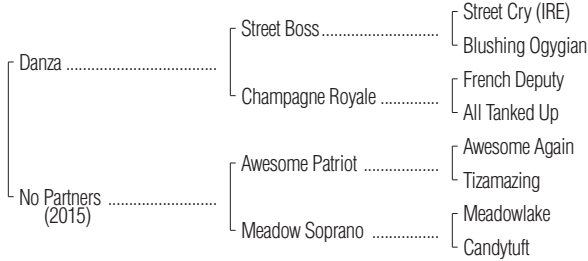 Street Cry (IRE)
Street Boss
Blushing Ogygian
Danza
French Deputy
Champagne Royale
All Tanked Up
Awesome Again
Awesome Patriot
Tizamazing
No Partners
(2015)
Meadowlake
Meadow Soprano
Candytuft